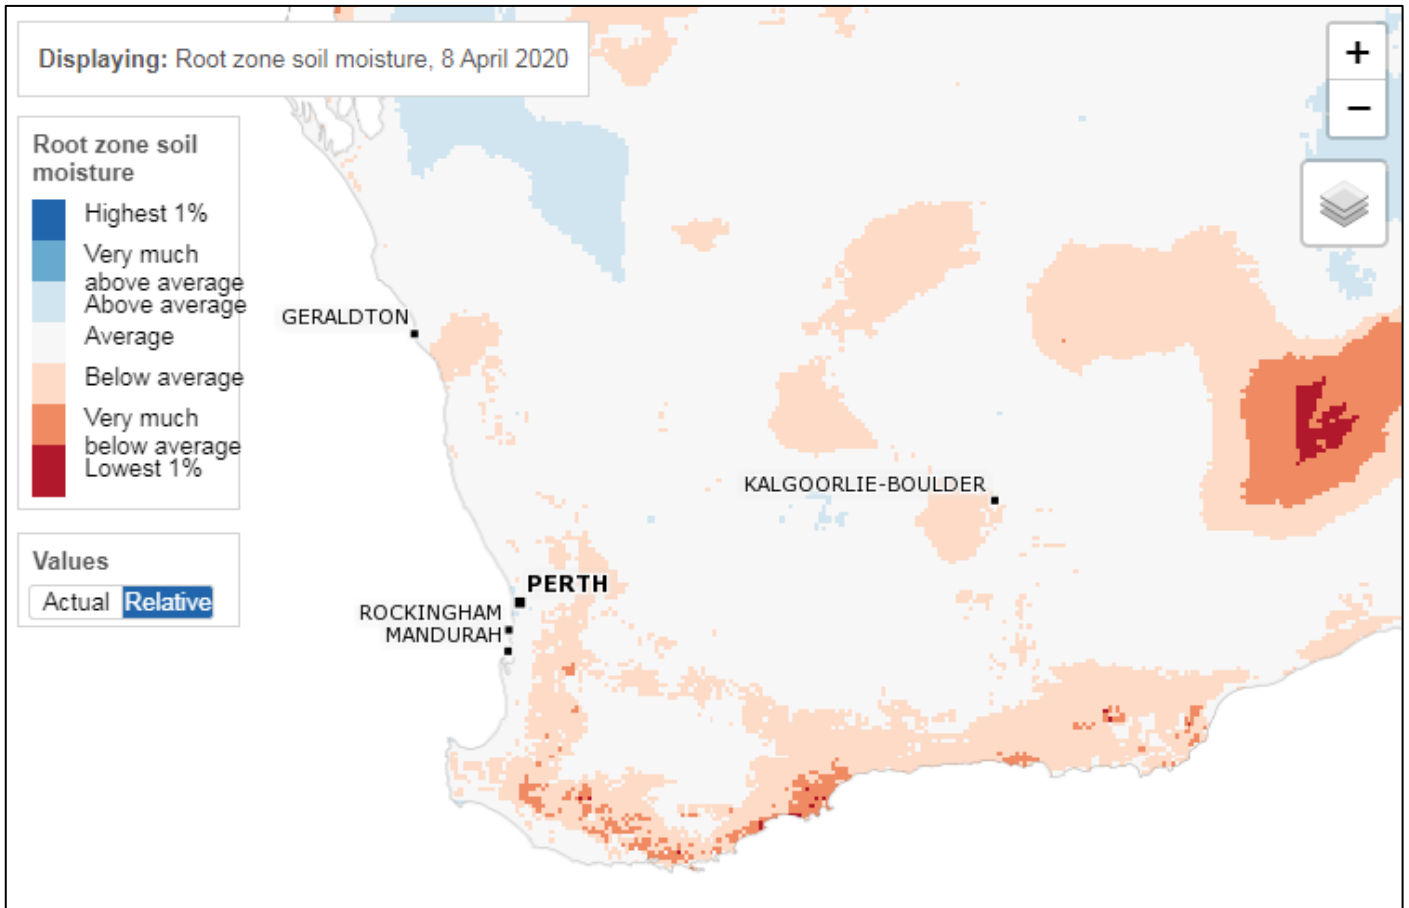 Displaying: Root zone soil moisture, 8 April 2020
+
−
Root zone soil
moisture
Highest 1%
Very much
above average
Above average
Average
Below average
Very much
below average
Lowest 1%
GERALDTON
KALGOORLIE-BOULDER
Values
Actual Relative
PERTH
ROCKINGHAM
MANDURAH